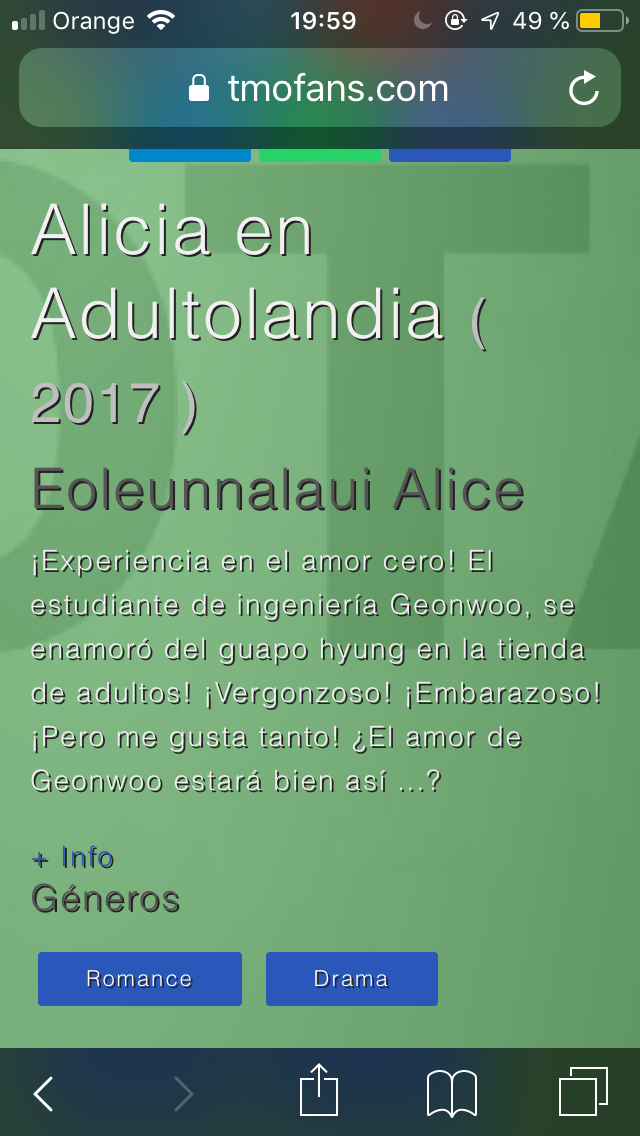 Orange 19:59 49 %
tmofans.com
Alicia en
Adultolandia (
2017 )
Eoleunnalaui Alice
¡Experiencia en el amor cero! El
estudiante de ingeniería Geonwoo, se
enamoró del guapo hyung en la tienda
de adultos! ¡Vergonzoso! ¡Embarazoso!
¡Pero me gusta tanto! ¿El amor de
Geonwoo estará bien así ...?
+ Info
Géneros
Romance Drama